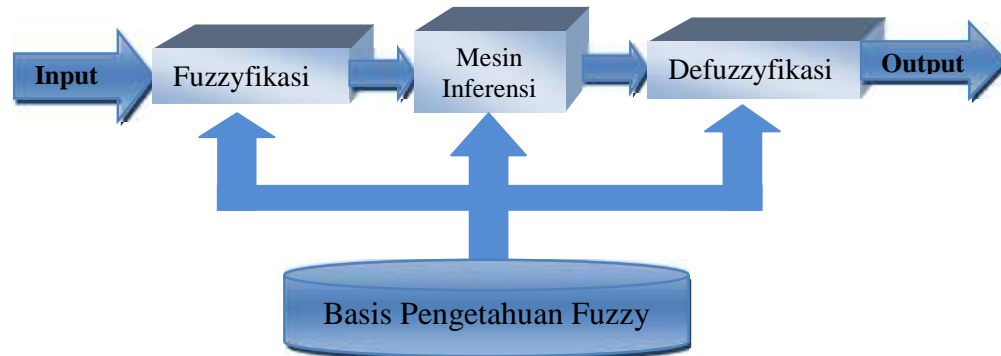 Input
Fuzzyfikasi
Mesin
Inferensi
Defuzzyfikasi
Output
Basis Pengetahuan Fuzzy